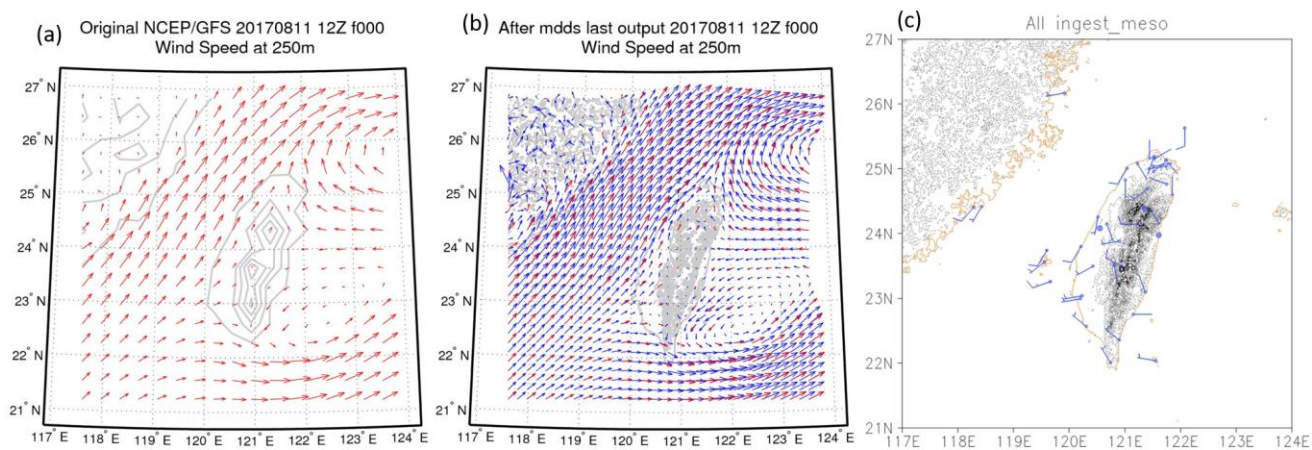 (a) Original NCEP/GFS 20170811 12Z f000
Wind Speed at 250m
27° N
26° N
25° N
24° N
23° N
22° N
21° N
117° E 118° E 119° E 120° E 121° E 122° E 123° E 124° E
(b) After mdds last output 20170811 12Z f000
Wind Speed at 250m
27° N
26° N
25° N
24° N
23° N
22° N
21° N
117° E 118° E 119° E 120° E 121° E 122° E 123° E 124° E
(c) All ingest_meso
27N
26N
25N
24N
23N
22N
21N
117E 118E 119E 120E 121E 122E 123E 124E